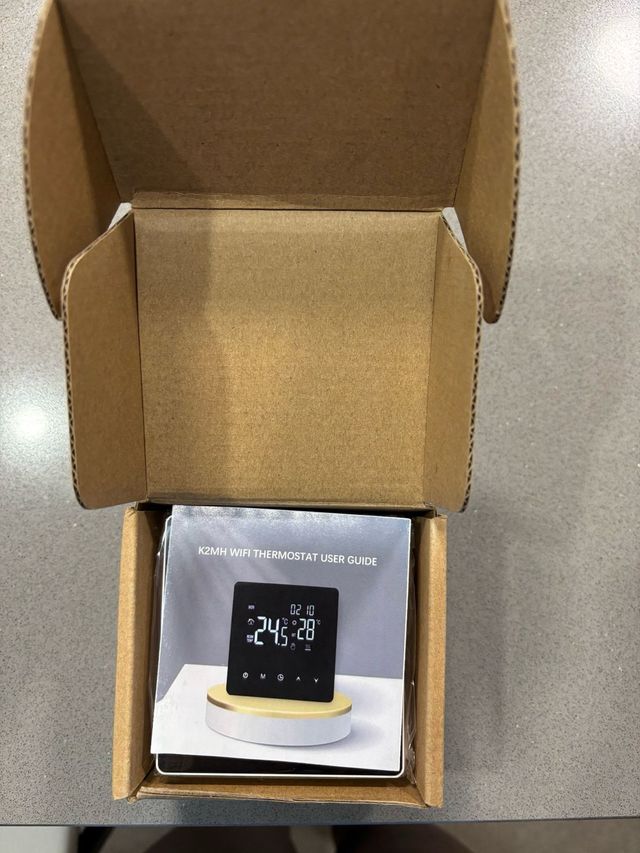 K2MH WIFI THERMOSTAT USER GUIDE
02 10
24.5 °C 28 °C
M